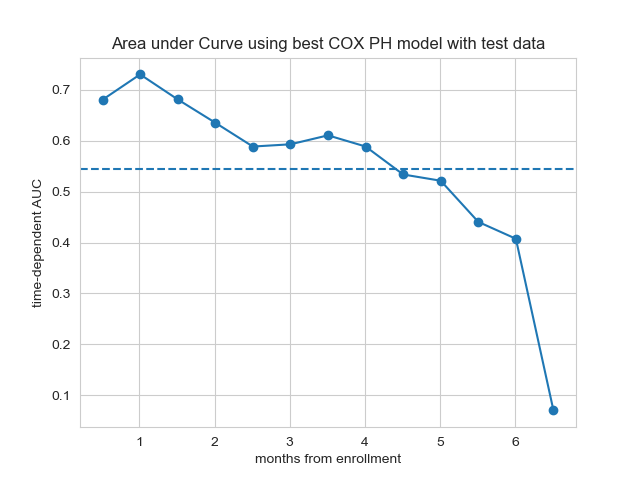 Area under Curve using best COX PH model with test data
time-dependent AUC
0.7
0.6
0.5
0.4
0.3
0.2
0.1
1 2 3 4 5 6
months from enrollment